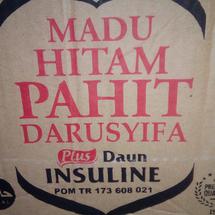 MADU
HITAM
PAHIT
DARUSYIFA
Plus Daun
INSULINE
POM TR 173 608 021